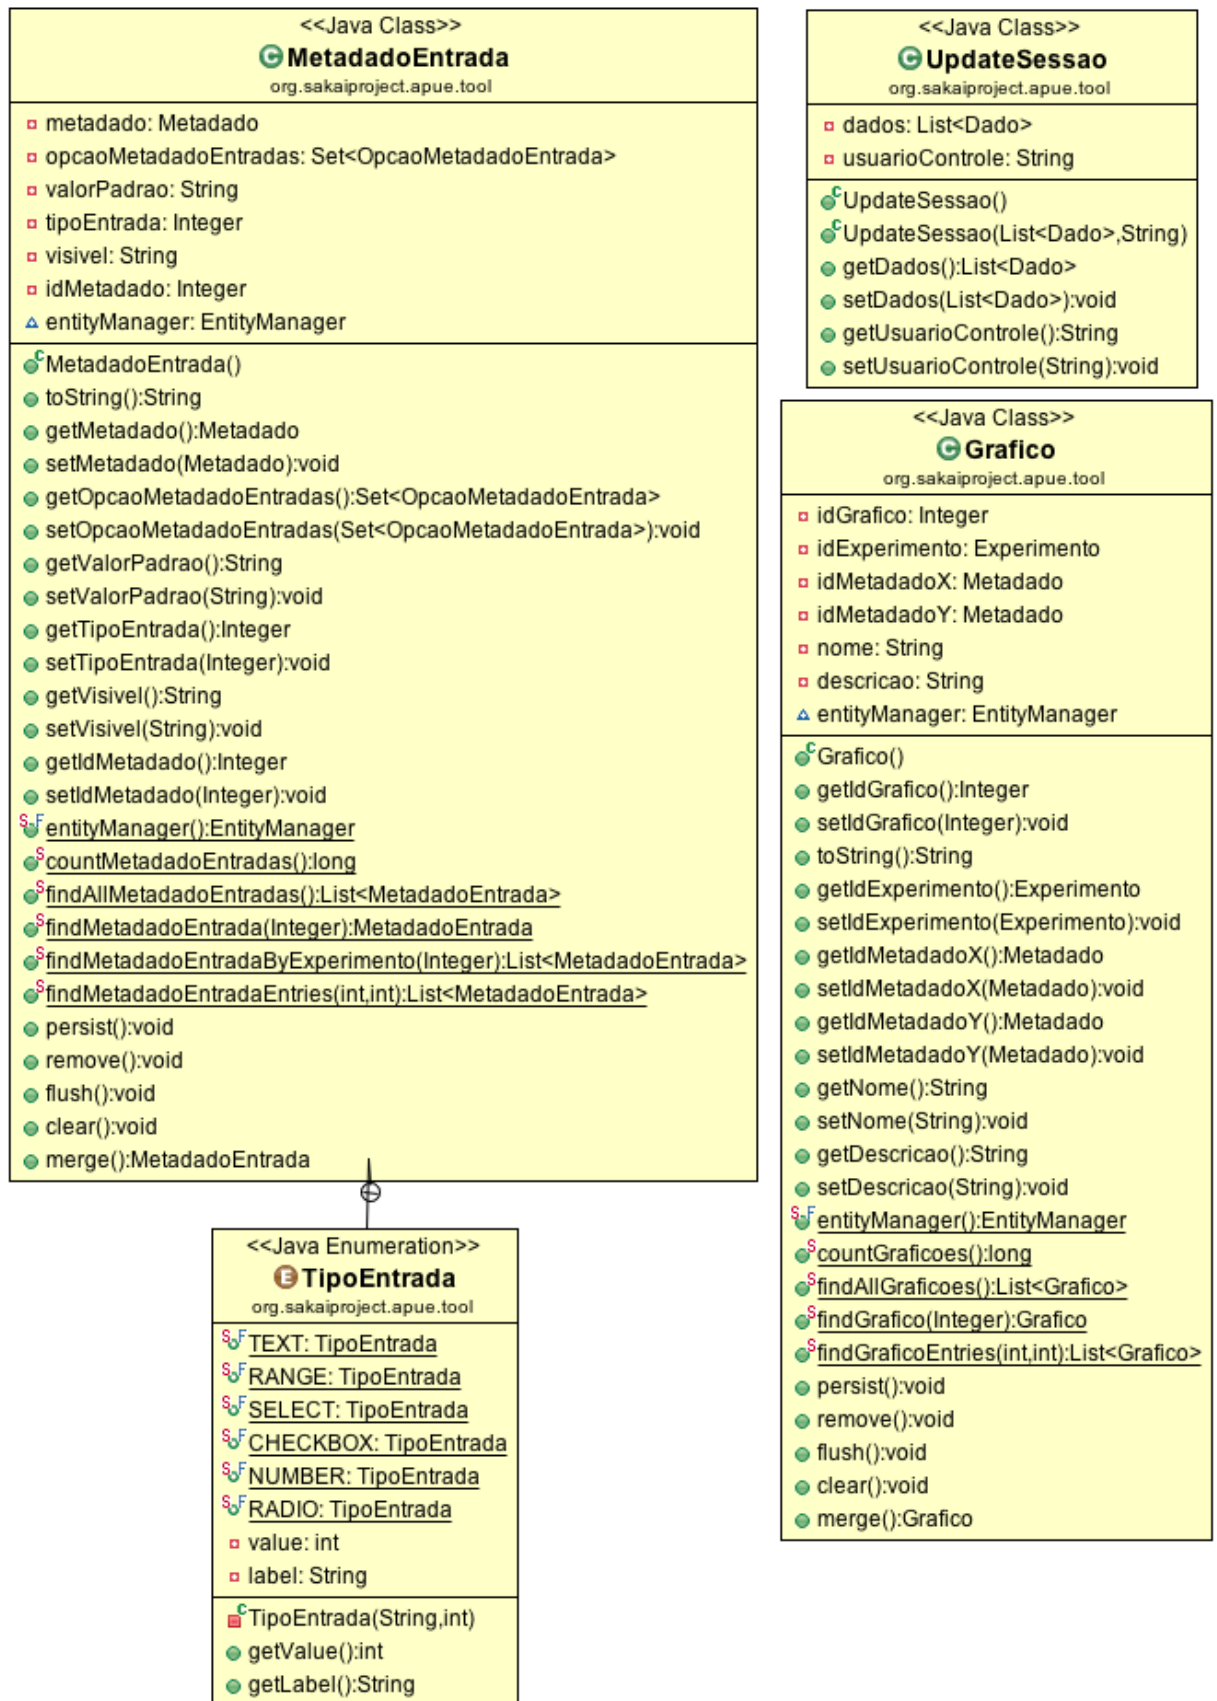 <<Java Class>>
MetadadoEntrada
org.sakaiproject.apue.tool
metadado: Metadado
opcaoMetadadoEntradas: Set<OpcaoMetadadoEntrada>
valorPadrao: String
tipoEntrada: Integer
visivel: String
idMetadado: Integer
entityManager: EntityManager
MetadadoEntrada()
toString():String
getMetadado():Metadado
setMetadado(Metadado):void
getOpcaoMetadadoEntradas():Set<OpcaoMetadadoEntrada>
setOpcaoMetadadoEntradas(Set<OpcaoMetadadoEntrada>):void
getValorPadrao():String
setValorPadrao(String):void
getTipoEntrada():Integer
setTipoEntrada(Integer):void
getVisivel():String
setVisivel(String):void
getIdMetadado():Integer
setIdMetadado(Integer):void
entityManager():EntityManager
countMetadadoEntradas():long
findAllMetadadoEntradas():List<MetadadoEntrada>
findMetadadoEntrada(Integer):MetadadoEntrada
findMetadadoEntradaByExperimento(Integer):List<MetadadoEntrada>
findMetadadoEntradaEntries(int,int):List<MetadadoEntrada>
persist():void
remove():void
flush():void
clear():void
merge():MetadadoEntrada
<<Java Enumeration>>
TipoEntrada
org.sakaiproject.apue.tool
TEXT: TipoEntrada
RANGE: TipoEntrada
SELECT: TipoEntrada
CHECKBOX: TipoEntrada
NUMBER: TipoEntrada
RADIO: TipoEntrada
value: int
label: String
TipoEntrada(String,int)
getValue():int
getLabel():String
<<Java Class>>
UpdateSessao
org.sakaiproject.apue.tool
dados: List<Dado>
usuarioControle: String
UpdateSessao()
UpdateSessao(List<Dado>,String)
getDados():List<Dado>
setDados(List<Dado>):void
getUsuarioControle():String
setUsuarioControle(String):void
<<Java Class>>
Grafico
org.sakaiproject.apue.tool
idGrafico: Integer
idExperimento: Experimento
idMetadadoX: Metadado
idMetadadoY: Metadado
nome: String
descricao: String
entityManager: EntityManager
Grafico()
getIdGrafico():Integer
setIdGrafico(Integer):void
toString():String
getIdExperimento():Experimento
setIdExperimento(Experimento):void
getIdMetadadoX():Metadado
setIdMetadadoX(Metadado):void
getIdMetadadoY():Metadado
setIdMetadadoY(Metadado):void
getNome():String
setNome(String):void
getDescricao():String
setDescricao(String):void
entityManager():EntityManager
countGraficoes():long
findAllGraficoes():List<Grafico>
findGrafico(Integer):Grafico
findGraficoEntries(int,int):List<Grafico>
persist():void
remove():void
flush():void
clear():void
merge():Grafico